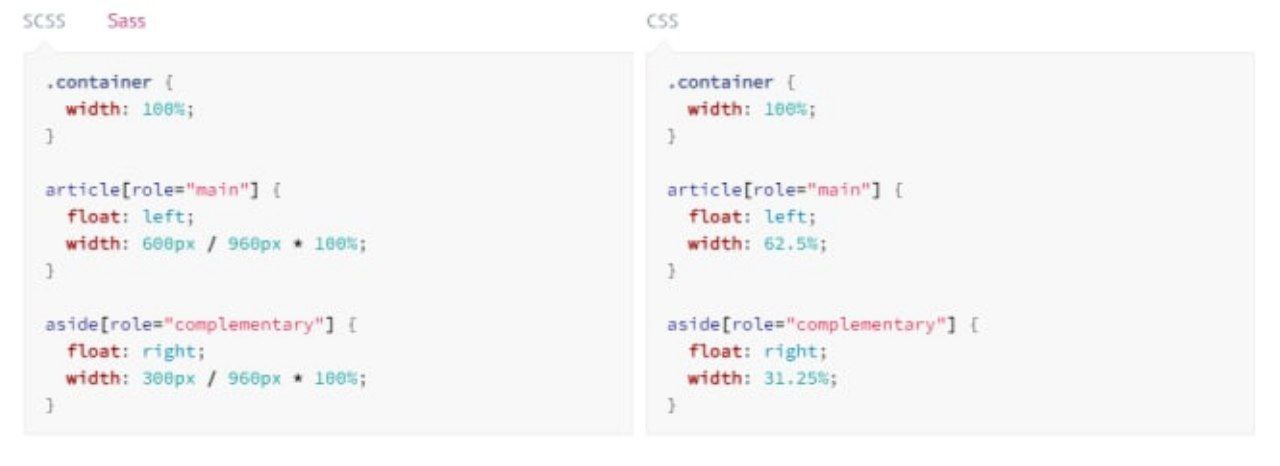 SCSS Sass
.container {
width: 100%;
}
article[role="main"] {
float: left;
width: 600px / 960px * 100%;
}
aside[role="complementary"] {
float: right;
width: 300px / 960px * 100%;
}
CSS
.container {
width: 100%;
}
article[role="main"] {
float: left;
width: 62.5%;
}
aside[role="complementary"] {
float: right;
width: 31.25%;
}